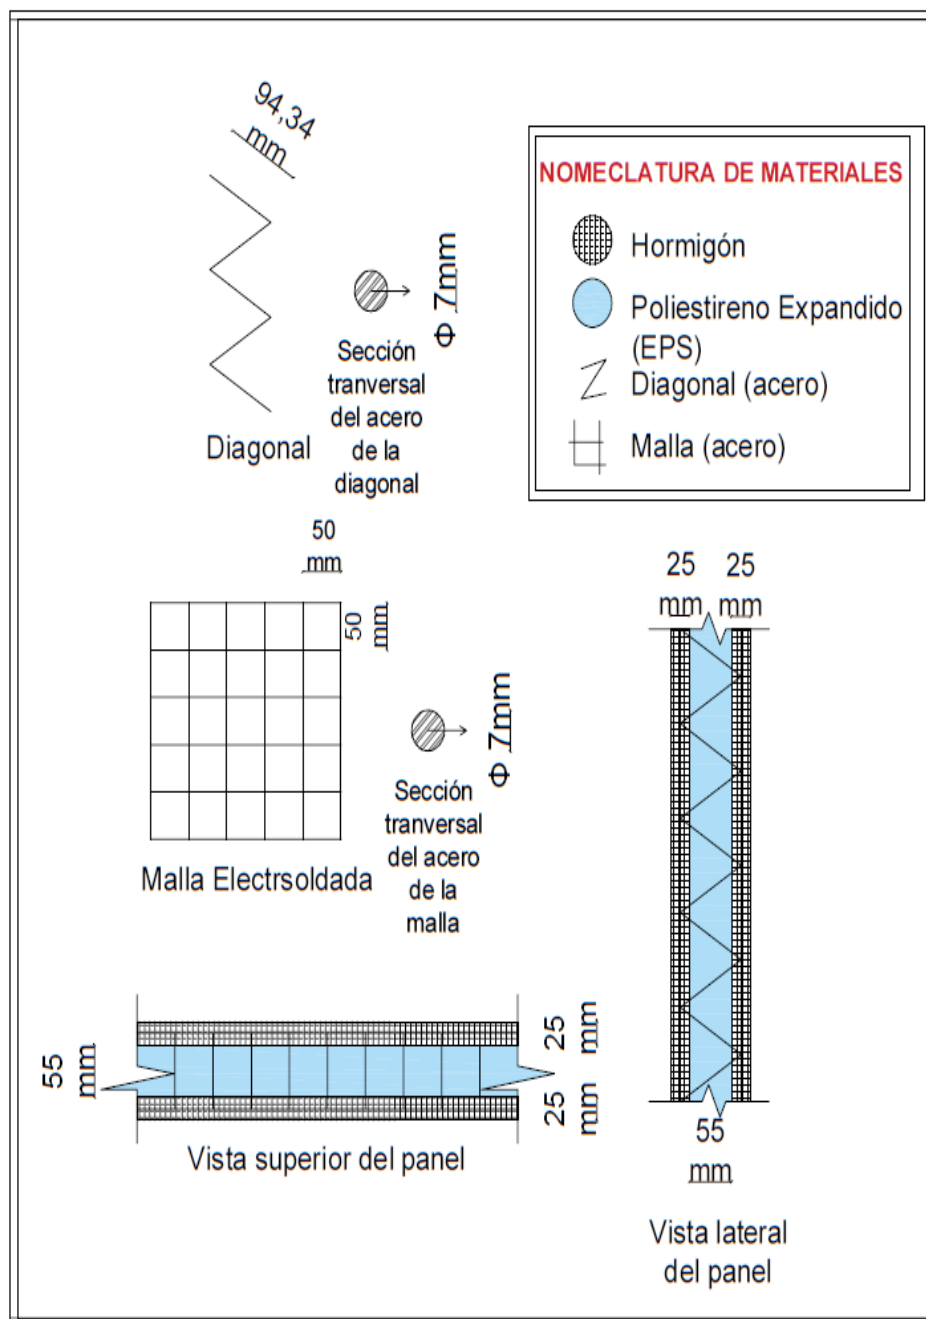 94,34
mm
NOMECLATURA DE MATERIALES
Hormigón
Poliestireno Expandido
(EPS)
Diagonal (acero)
Malla (acero)
Φ 7mm
Sección
tranversal
del acero
de la
diagonal
Diagonal
50
mm
50
mm
Φ 7mm
Sección
tranversal
del acero
de la
malla
Malla Electrsoldada
25
mm
25
mm
55
mm
Vista lateral
del panel
55
mm
25
mm
25
mm
Vista superior del panel